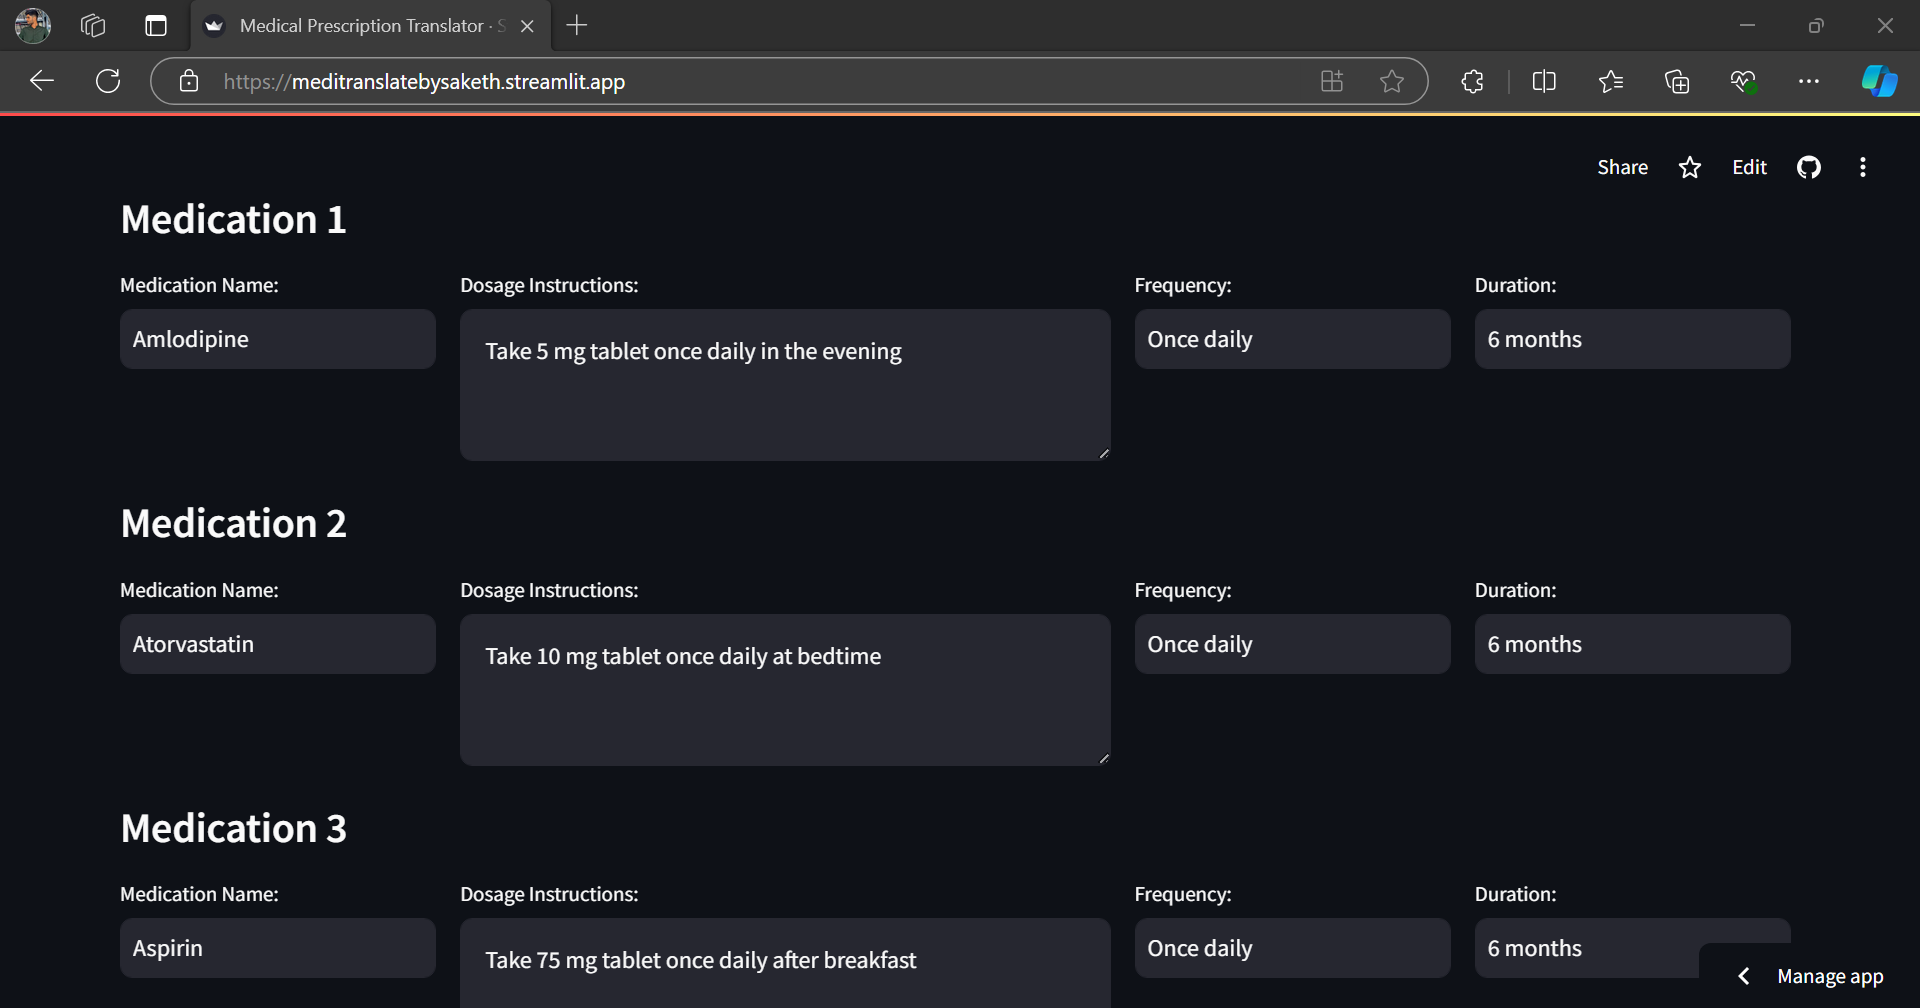 Medical Prescription Translator · S
https://meditranslatebysaketh.streamlit.app
Share Edit
Medication 1
Medication Name: Dosage Instructions: Frequency: Duration:
Amlodipine Take 5 mg tablet once daily in the evening Once daily 6 months
Medication 2
Medication Name: Dosage Instructions: Frequency: Duration:
Atorvastatin Take 10 mg tablet once daily at bedtime Once daily 6 months
Medication 3
Medication Name: Dosage Instructions: Frequency: Duration:
Aspirin Take 75 mg tablet once daily after breakfast Once daily 6 months
Manage app